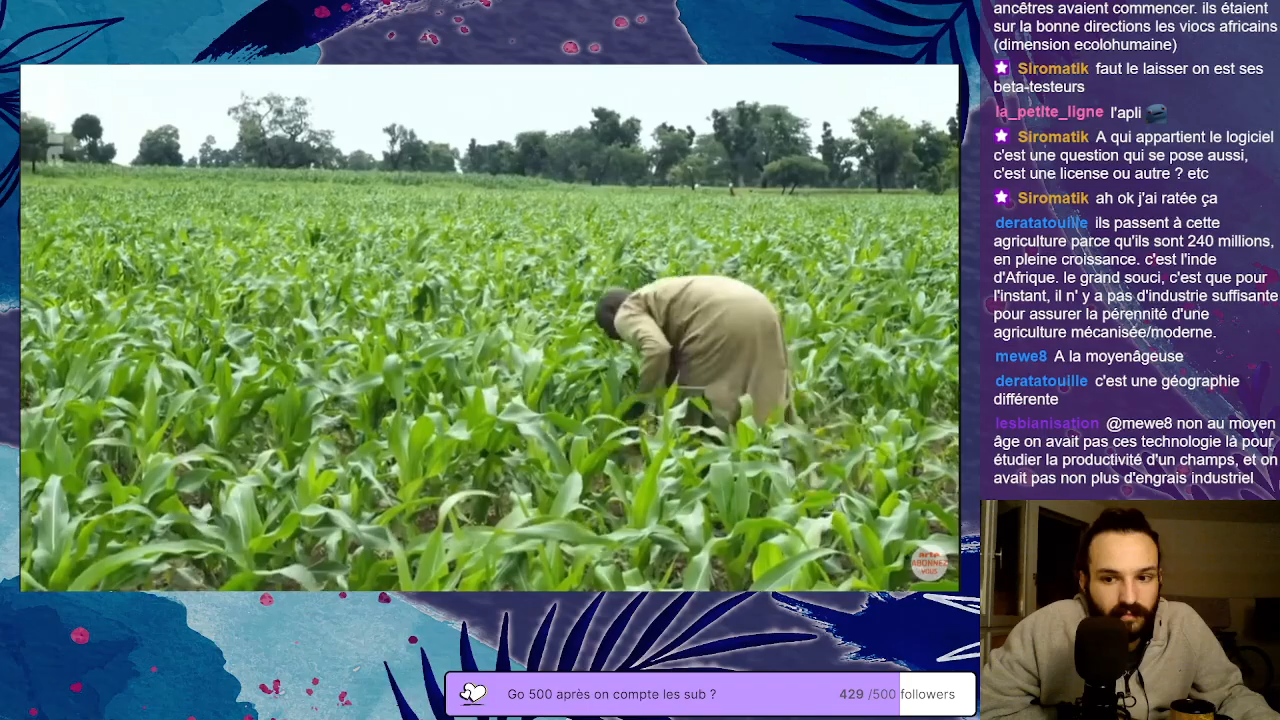 ancêtres avaient commencer. ils étaient
sur la bonne directions les viocs africains
(dimension ecolohumaine)
Siromatik faut le laisser on est ses
beta-testeurs
la_petite_ligne l'apli
Siromatik A qui appartient le logiciel
c'est une question qui se pose aussi,
c'est une license ou autre ? etc
Siromatik ah ok j'ai ratée ça
deratatouille ils passent à cette
agriculture parce qu'ils sont 240 millions,
en pleine croissance. c'est l'inde
d'Afrique. le grand souci, c'est que pour
l'instant, il n' y a pas d'industrie suffisante
pour assurer la pérennité d'une
agriculture mécanisée/moderne.
mewe8 A la moyenâgeuse
deratatouille c'est une géographie
différente
lesbianisation @mewe8 non au moyen
âge on avait pas ces technologie là pour
étudier la productivité d'un champs, et on
avait pas non plus d'engrais industriel
arte
ABONNEZ
VOUS
Go 500 après on compte les sub ?
429 /500 followers